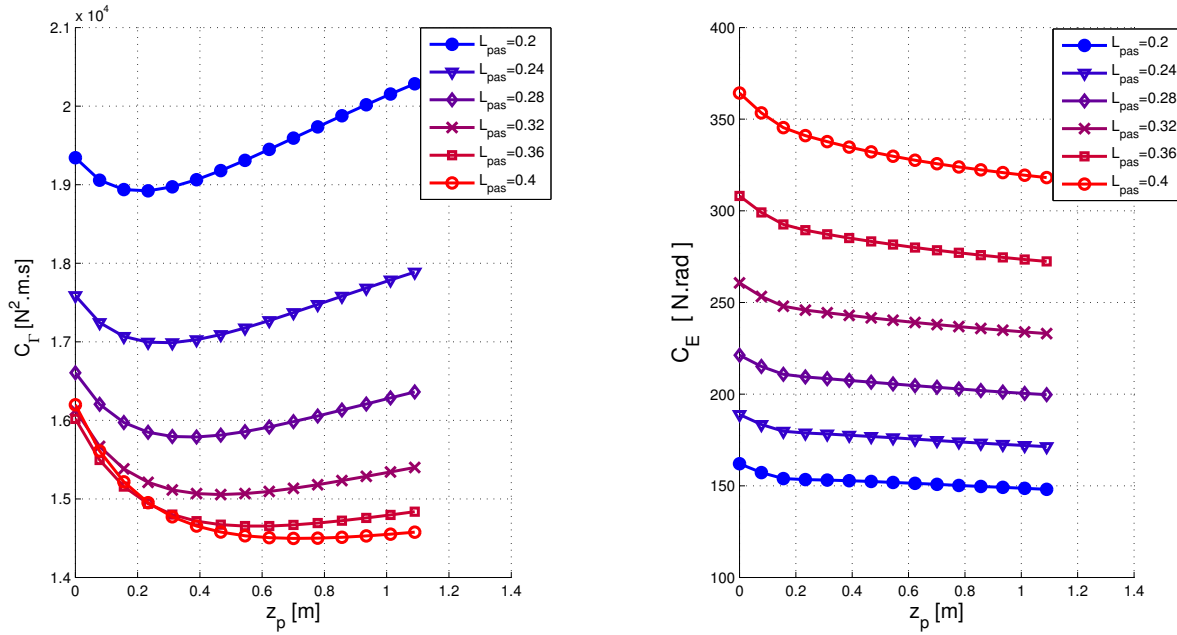 x 10⁴
2.1
2
1.9
1.8
1.7
1.6
1.5
1.4
0 0.2 0.4 0.6 0.8 1 1.2 1.4
z_p [m]
C_Γ [N².m.s]
L_pas=0.2
L_pas=0.24
L_pas=0.28
L_pas=0.32
L_pas=0.36
L_pas=0.4
400
350
300
250
200
150
100
0 0.2 0.4 0.6 0.8 1 1.2 1.4
z_p [m]
C_E [ N.rad ]
L_pas=0.2
L_pas=0.24
L_pas=0.28
L_pas=0.32
L_pas=0.36
L_pas=0.4